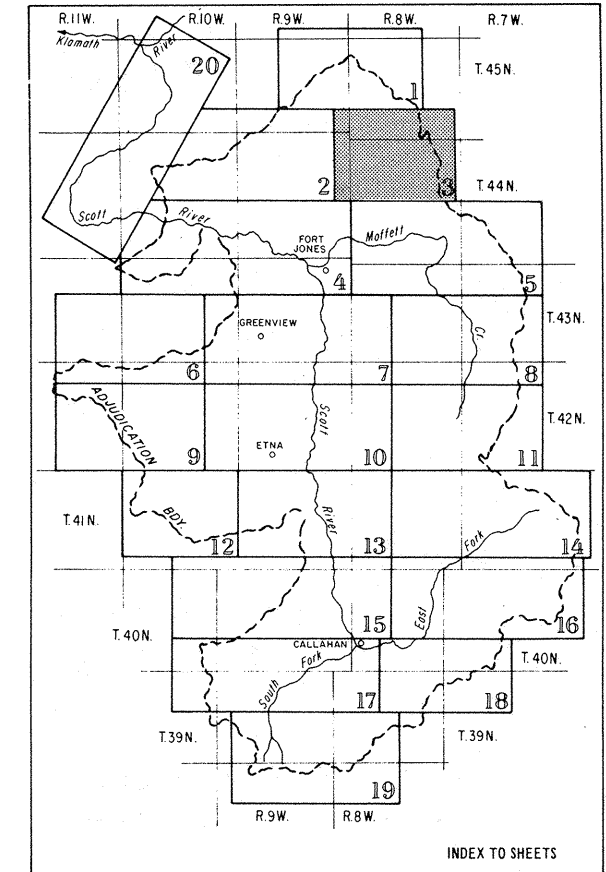 R.11W. R.10W. R.9W. R.8W. R.7W.
Klamath River
20
T.45N.
1
2
3
T.44N.
Scott River
FORT JONES
Moffett
Cr.
4
5
T.43N.
GREENVIEW
6
7
8
ADJUDICATION BDY.
T.42N.
Scott River
ETNA
9
10
11
T.41N.
12
13
14
East Fork
T.40N.
15
16
CALLAHAN
South Fork
T.40N.
17
18
T.39N.
T.39N.
19
R.9W. R.8W.
INDEX TO SHEETS